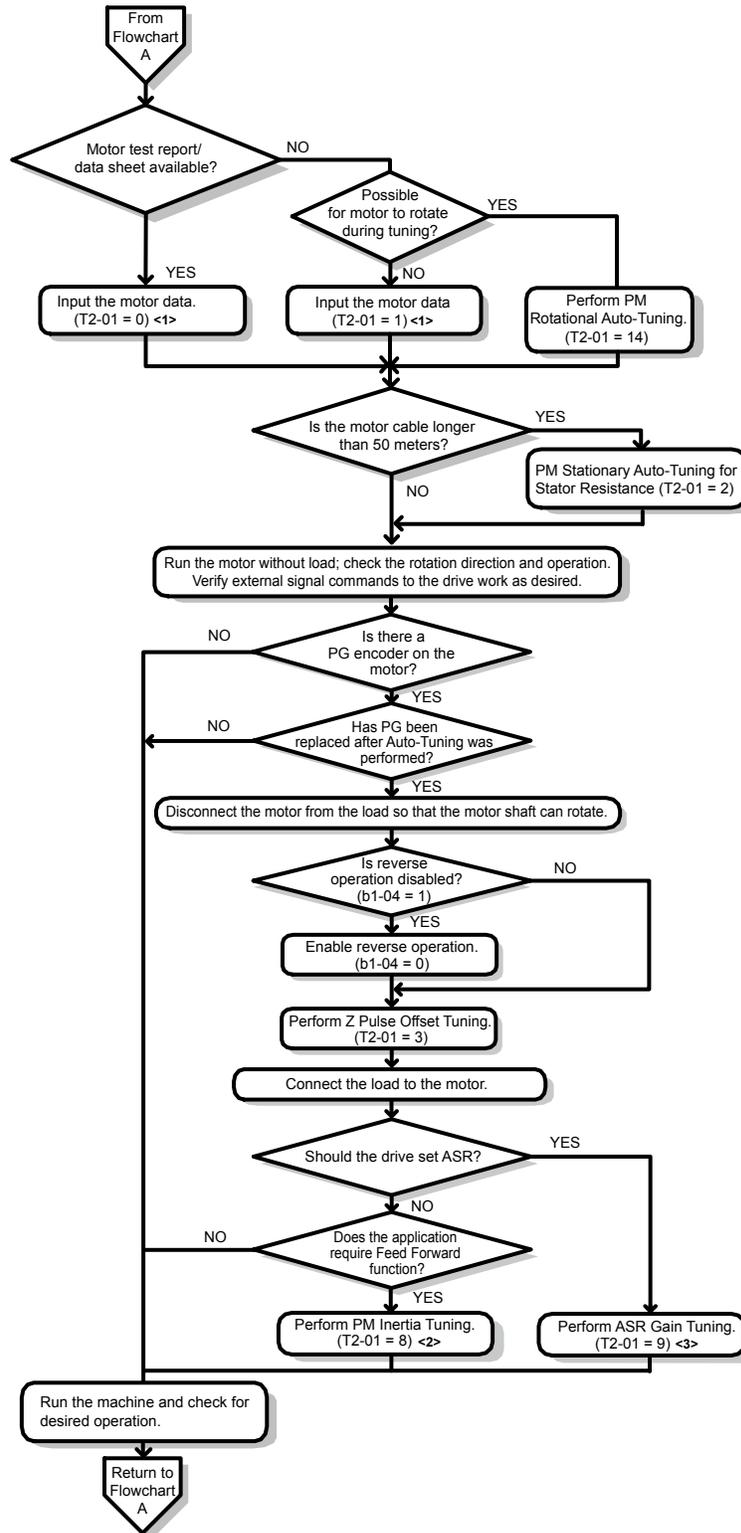 From
Flowchart
A
Motor test report/
data sheet available?
NO
Possible
for motor to rotate
during tuning?
YES
YES
NO
Input the motor data.
(T2-01 = 0) <1>
Input the motor data
(T2-01 = 1) <1>
Perform PM
Rotational Auto-Tuning.
(T2-01 = 14)
Is the motor cable longer
than 50 meters?
YES
NO
PM Stationary Auto-Tuning for
Stator Resistance (T2-01 = 2)
Run the motor without load; check the rotation direction and operation.
Verify external signal commands to the drive work as desired.
NO
Is there a
PG encoder on the
motor?
YES
NO
Has PG been
replaced after Auto-Tuning was
performed?
YES
Disconnect the motor from the load so that the motor shaft can rotate.
Is reverse
operation disabled?
(b1-04 = 1)
NO
YES
Enable reverse operation.
(b1-04 = 0)
Perform Z Pulse Offset Tuning.
(T2-01 = 3)
Connect the load to the motor.
Should the drive set ASR?
YES
NO
NO
Does the application
require Feed Forward
function?
YES
Perform PM Inertia Tuning.
(T2-01 = 8) <2>
Perform ASR Gain Tuning.
(T2-01 = 9) <3>
Run the machine and check for
desired operation.
Return to
Flowchart
A